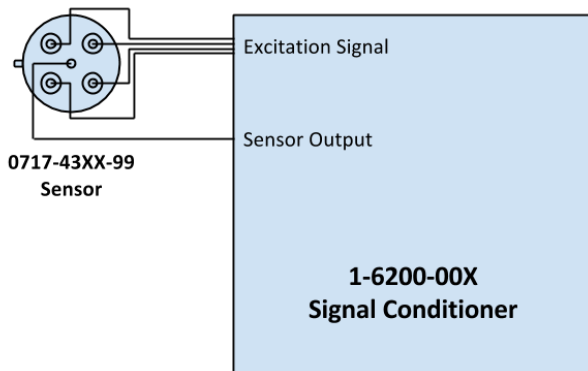 Excitation Signal
Sensor Output
0717-43XX-99
Sensor
1-6200-00X
Signal Conditioner